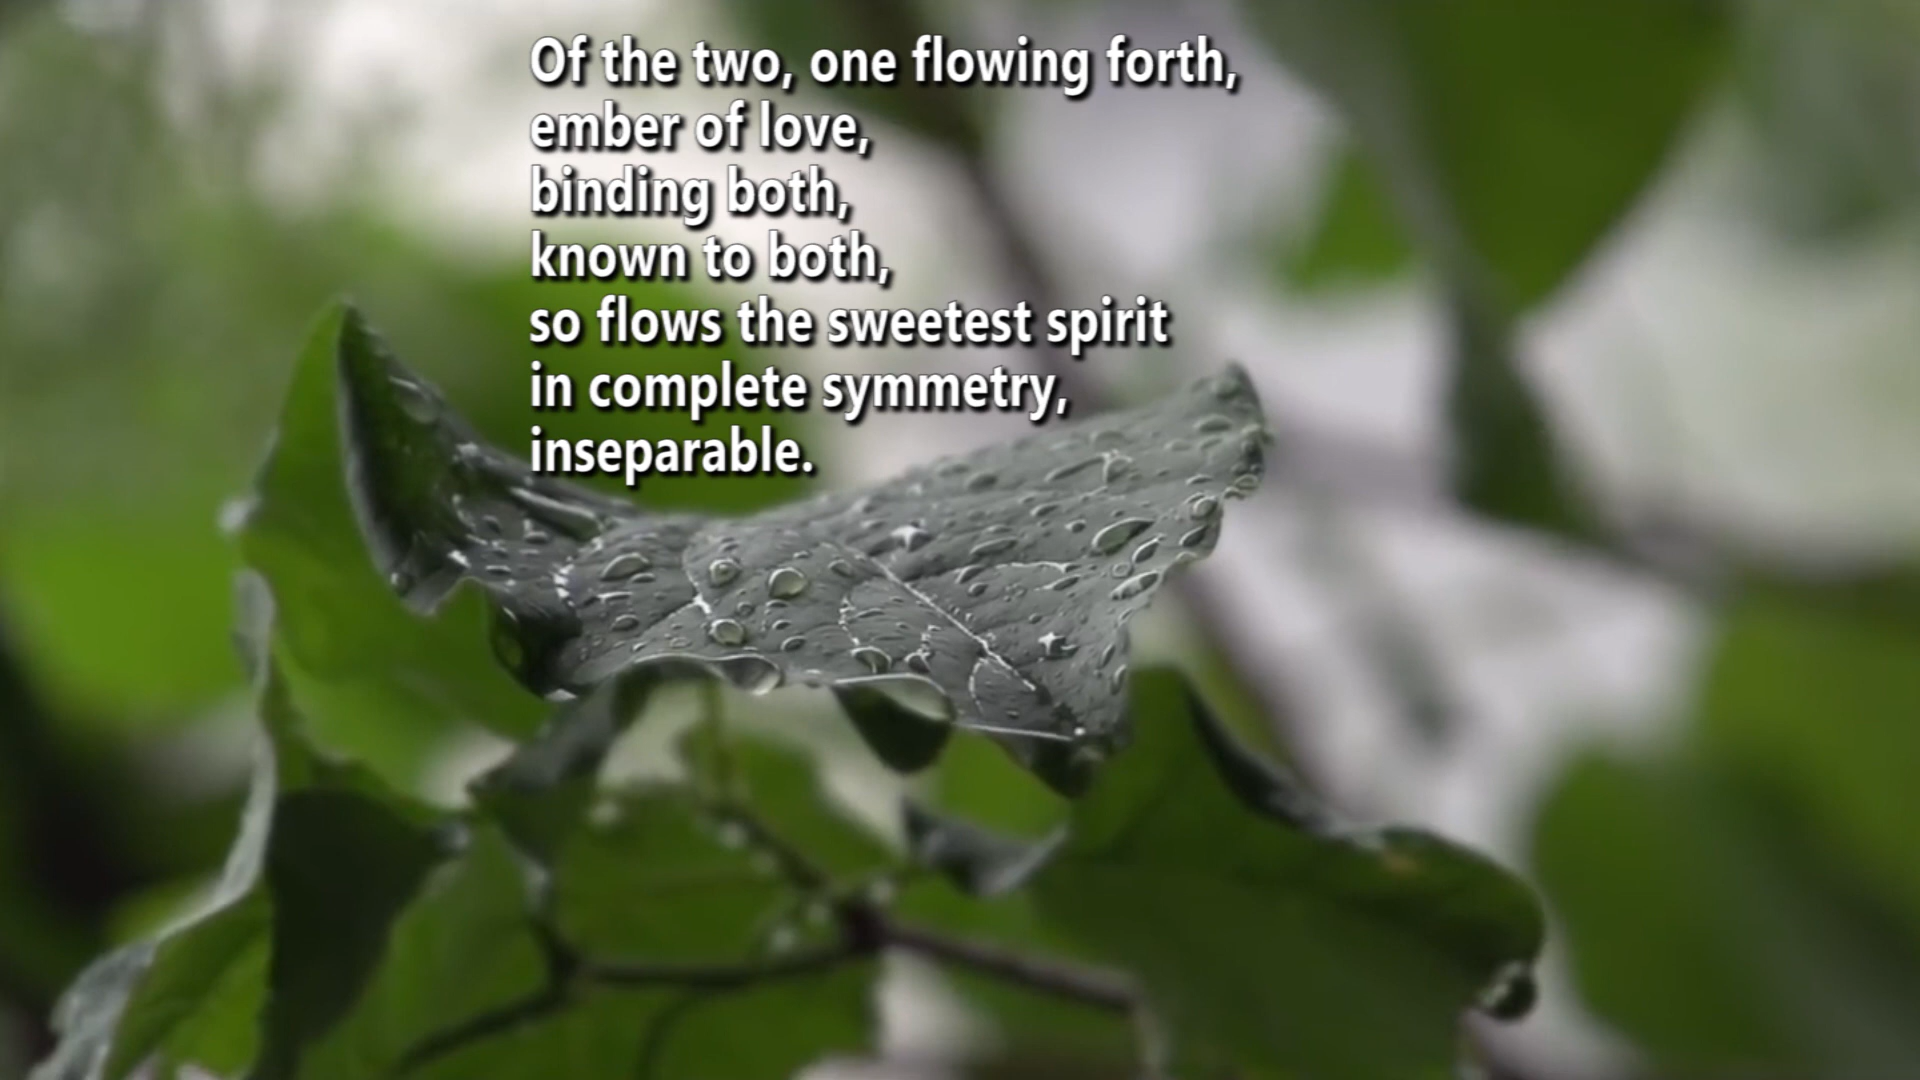 Of the two, one flowing forth,
ember of love,
binding both,
known to both,
so flows the sweetest spirit
in complete symmetry,
inseparable.